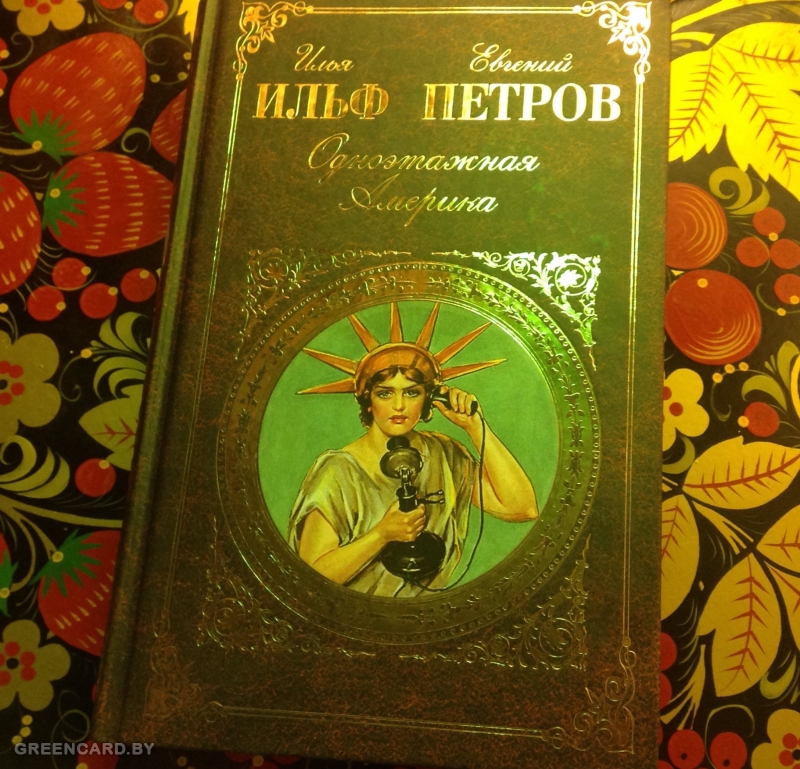 Илья Евгений
ИЛЬФ ПЕТРОВ
Одноэтажная
Америка
GREENCARD.BY